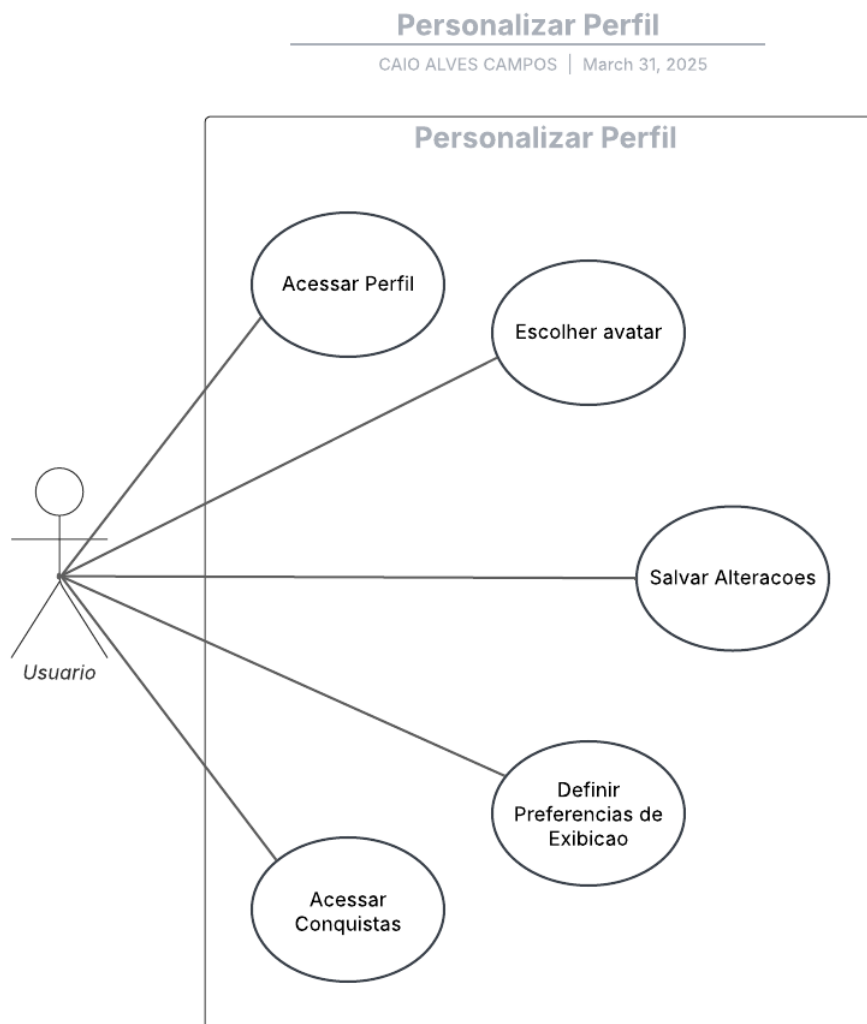 Personalizar Perfil
CAIO ALVES CAMPOS | March 31, 2025
Personalizar Perfil
Acessar Perfil
Escolher avatar
Salvar Alteracoes
Usuario
Definir
Preferencias de
Exibicao
Acessar
Conquistas